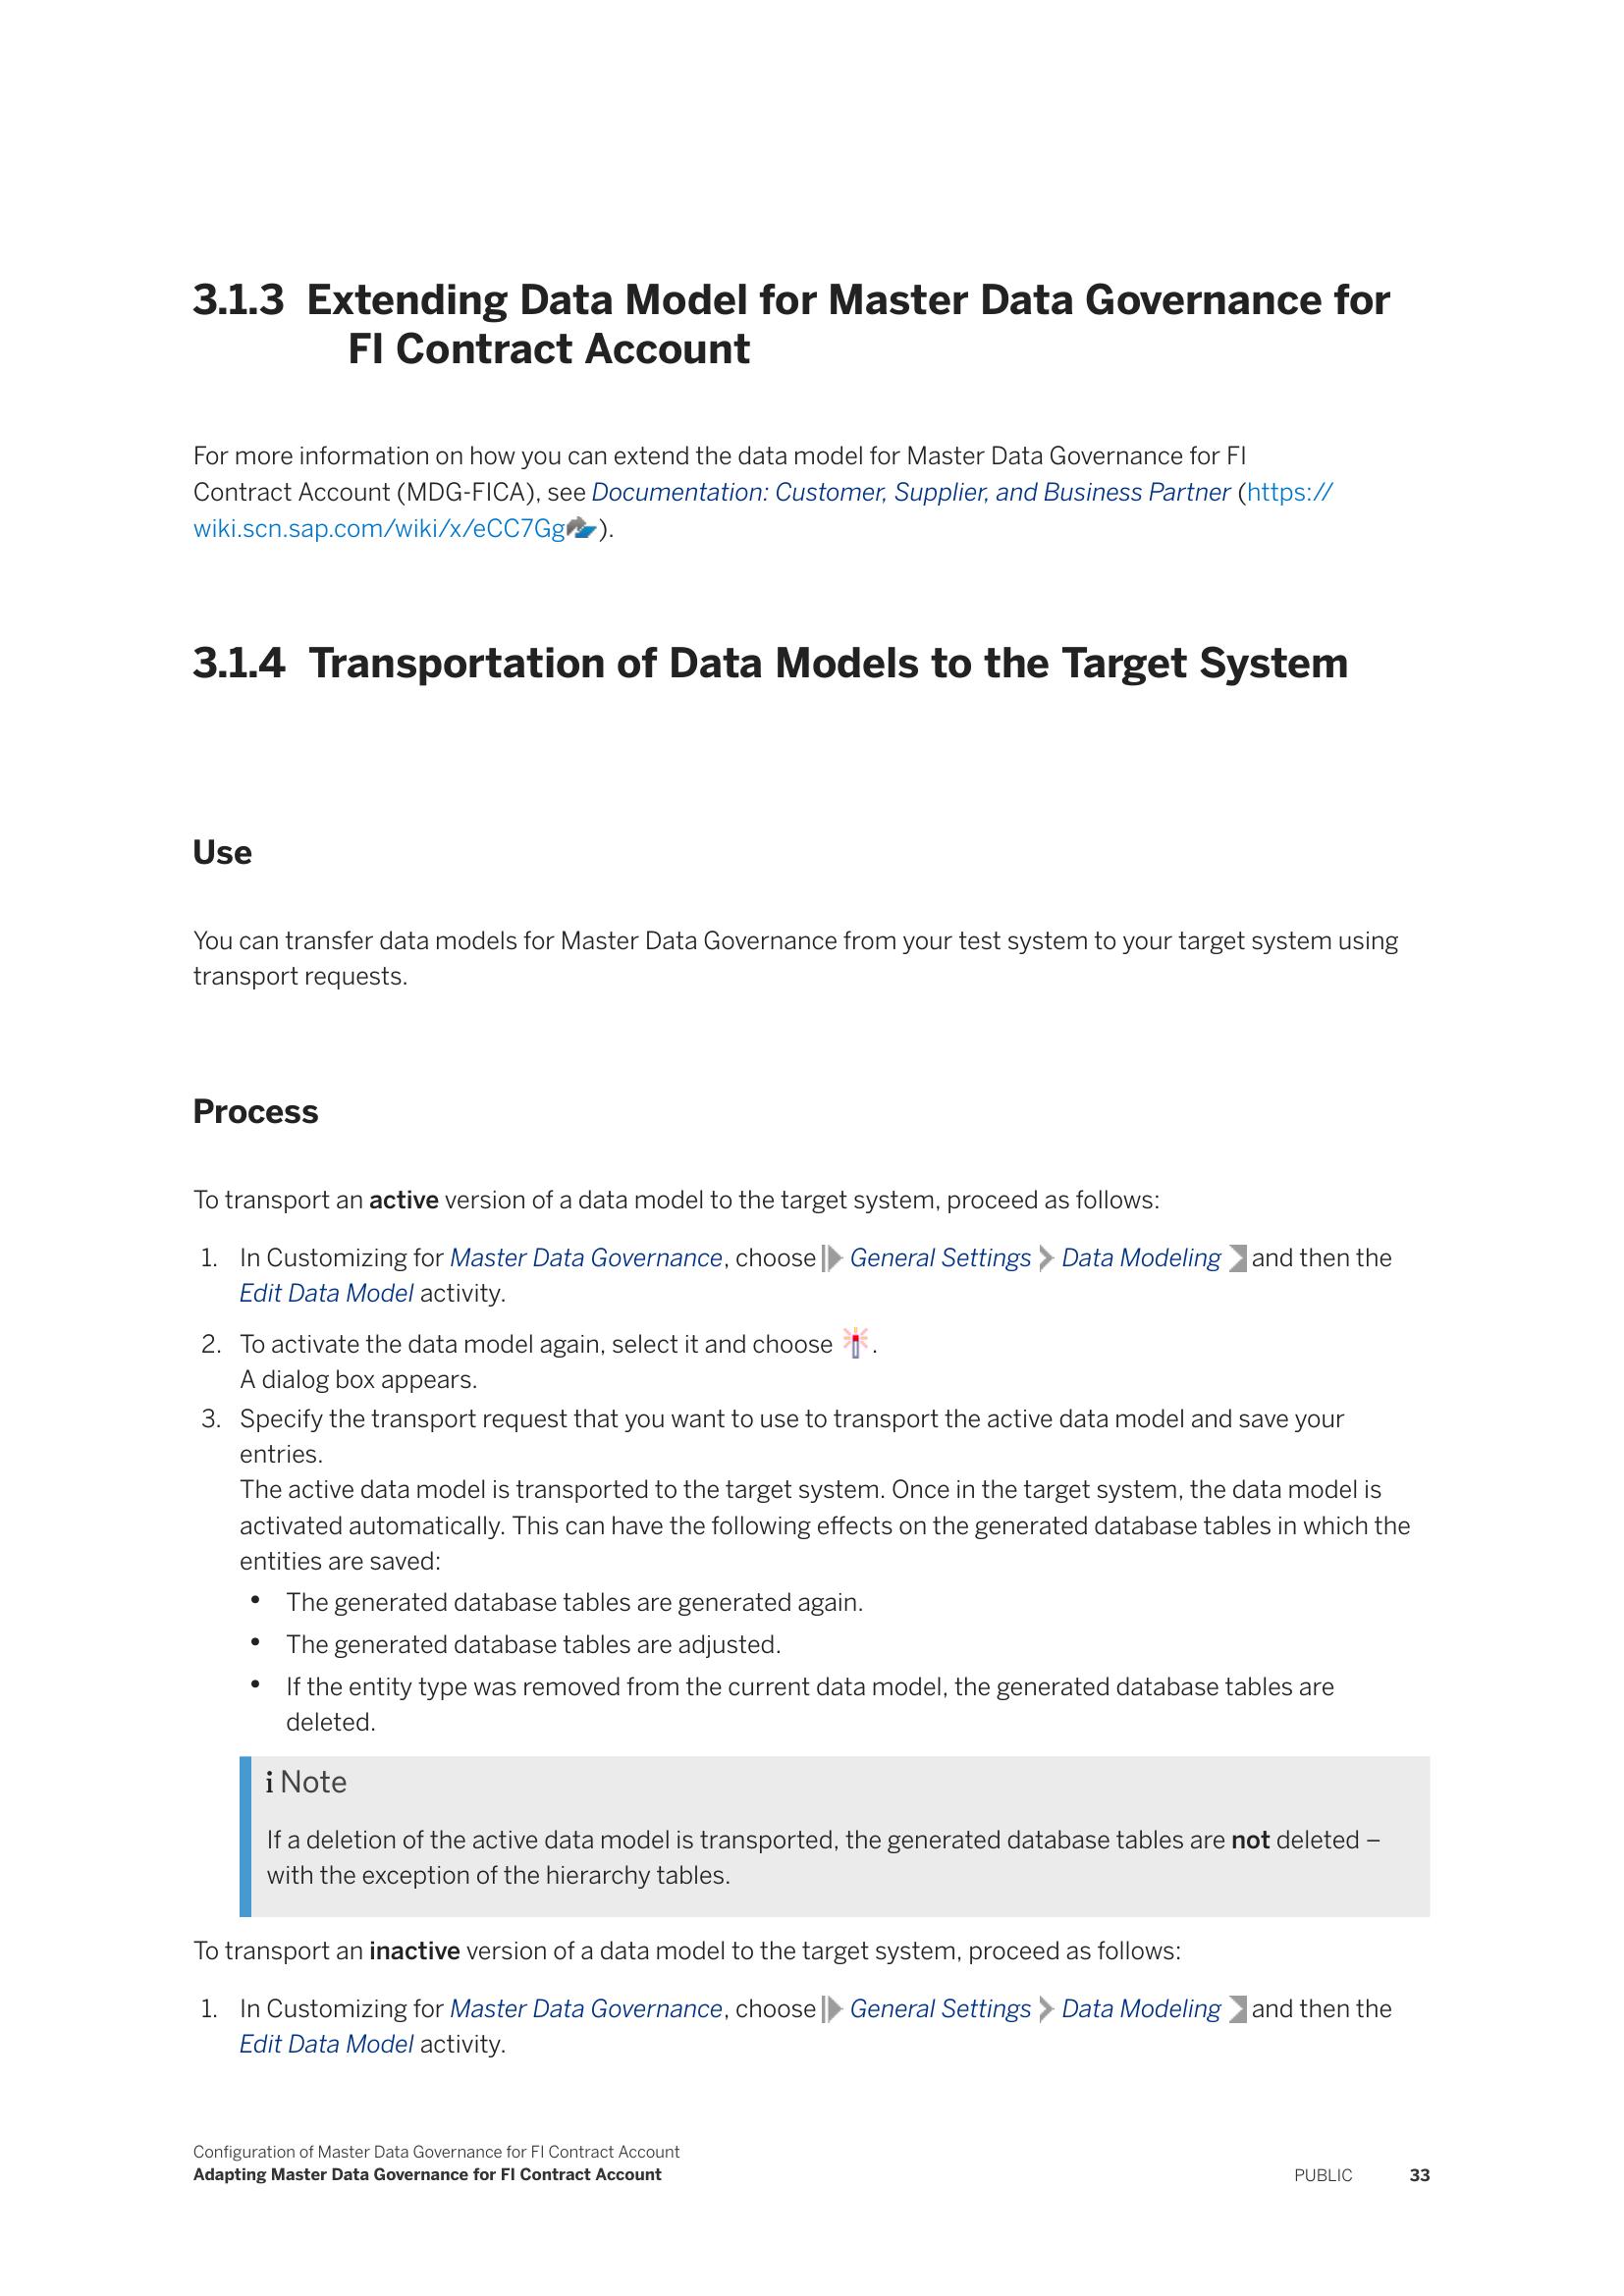 3.1.3 Extending Data Model for Master Data Governance for
FI Contract Account
For more information on how you can extend the data model for Master Data Governance for FI
Contract Account (MDG-FICA), see Documentation: Customer, Supplier, and Business Partner (https://
wiki.scn.sap.com/wiki/x/eCC7Gg).
3.1.4 Transportation of Data Models to the Target System
Use
You can transfer data models for Master Data Governance from your test system to your target system using
transport requests.
Process
To transport an active version of a data model to the target system, proceed as follows:
1. In Customizing for Master Data Governance, choose General Settings Data Modeling and then the
Edit Data Model activity.
2. To activate the data model again, select it and choose .
A dialog box appears.
3. Specify the transport request that you want to use to transport the active data model and save your
entries.
The active data model is transported to the target system. Once in the target system, the data model is
activated automatically. This can have the following effects on the generated database tables in which the
entities are saved:
• The generated database tables are generated again.
• The generated database tables are adjusted.
• If the entity type was removed from the current data model, the generated database tables are
deleted.
i Note
If a deletion of the active data model is transported, the generated database tables are not deleted –
with the exception of the hierarchy tables.
To transport an inactive version of a data model to the target system, proceed as follows:
1. In Customizing for Master Data Governance, choose General Settings Data Modeling and then the
Edit Data Model activity.
Configuration of Master Data Governance for FI Contract Account
Adapting Master Data Governance for FI Contract Account
PUBLIC 33